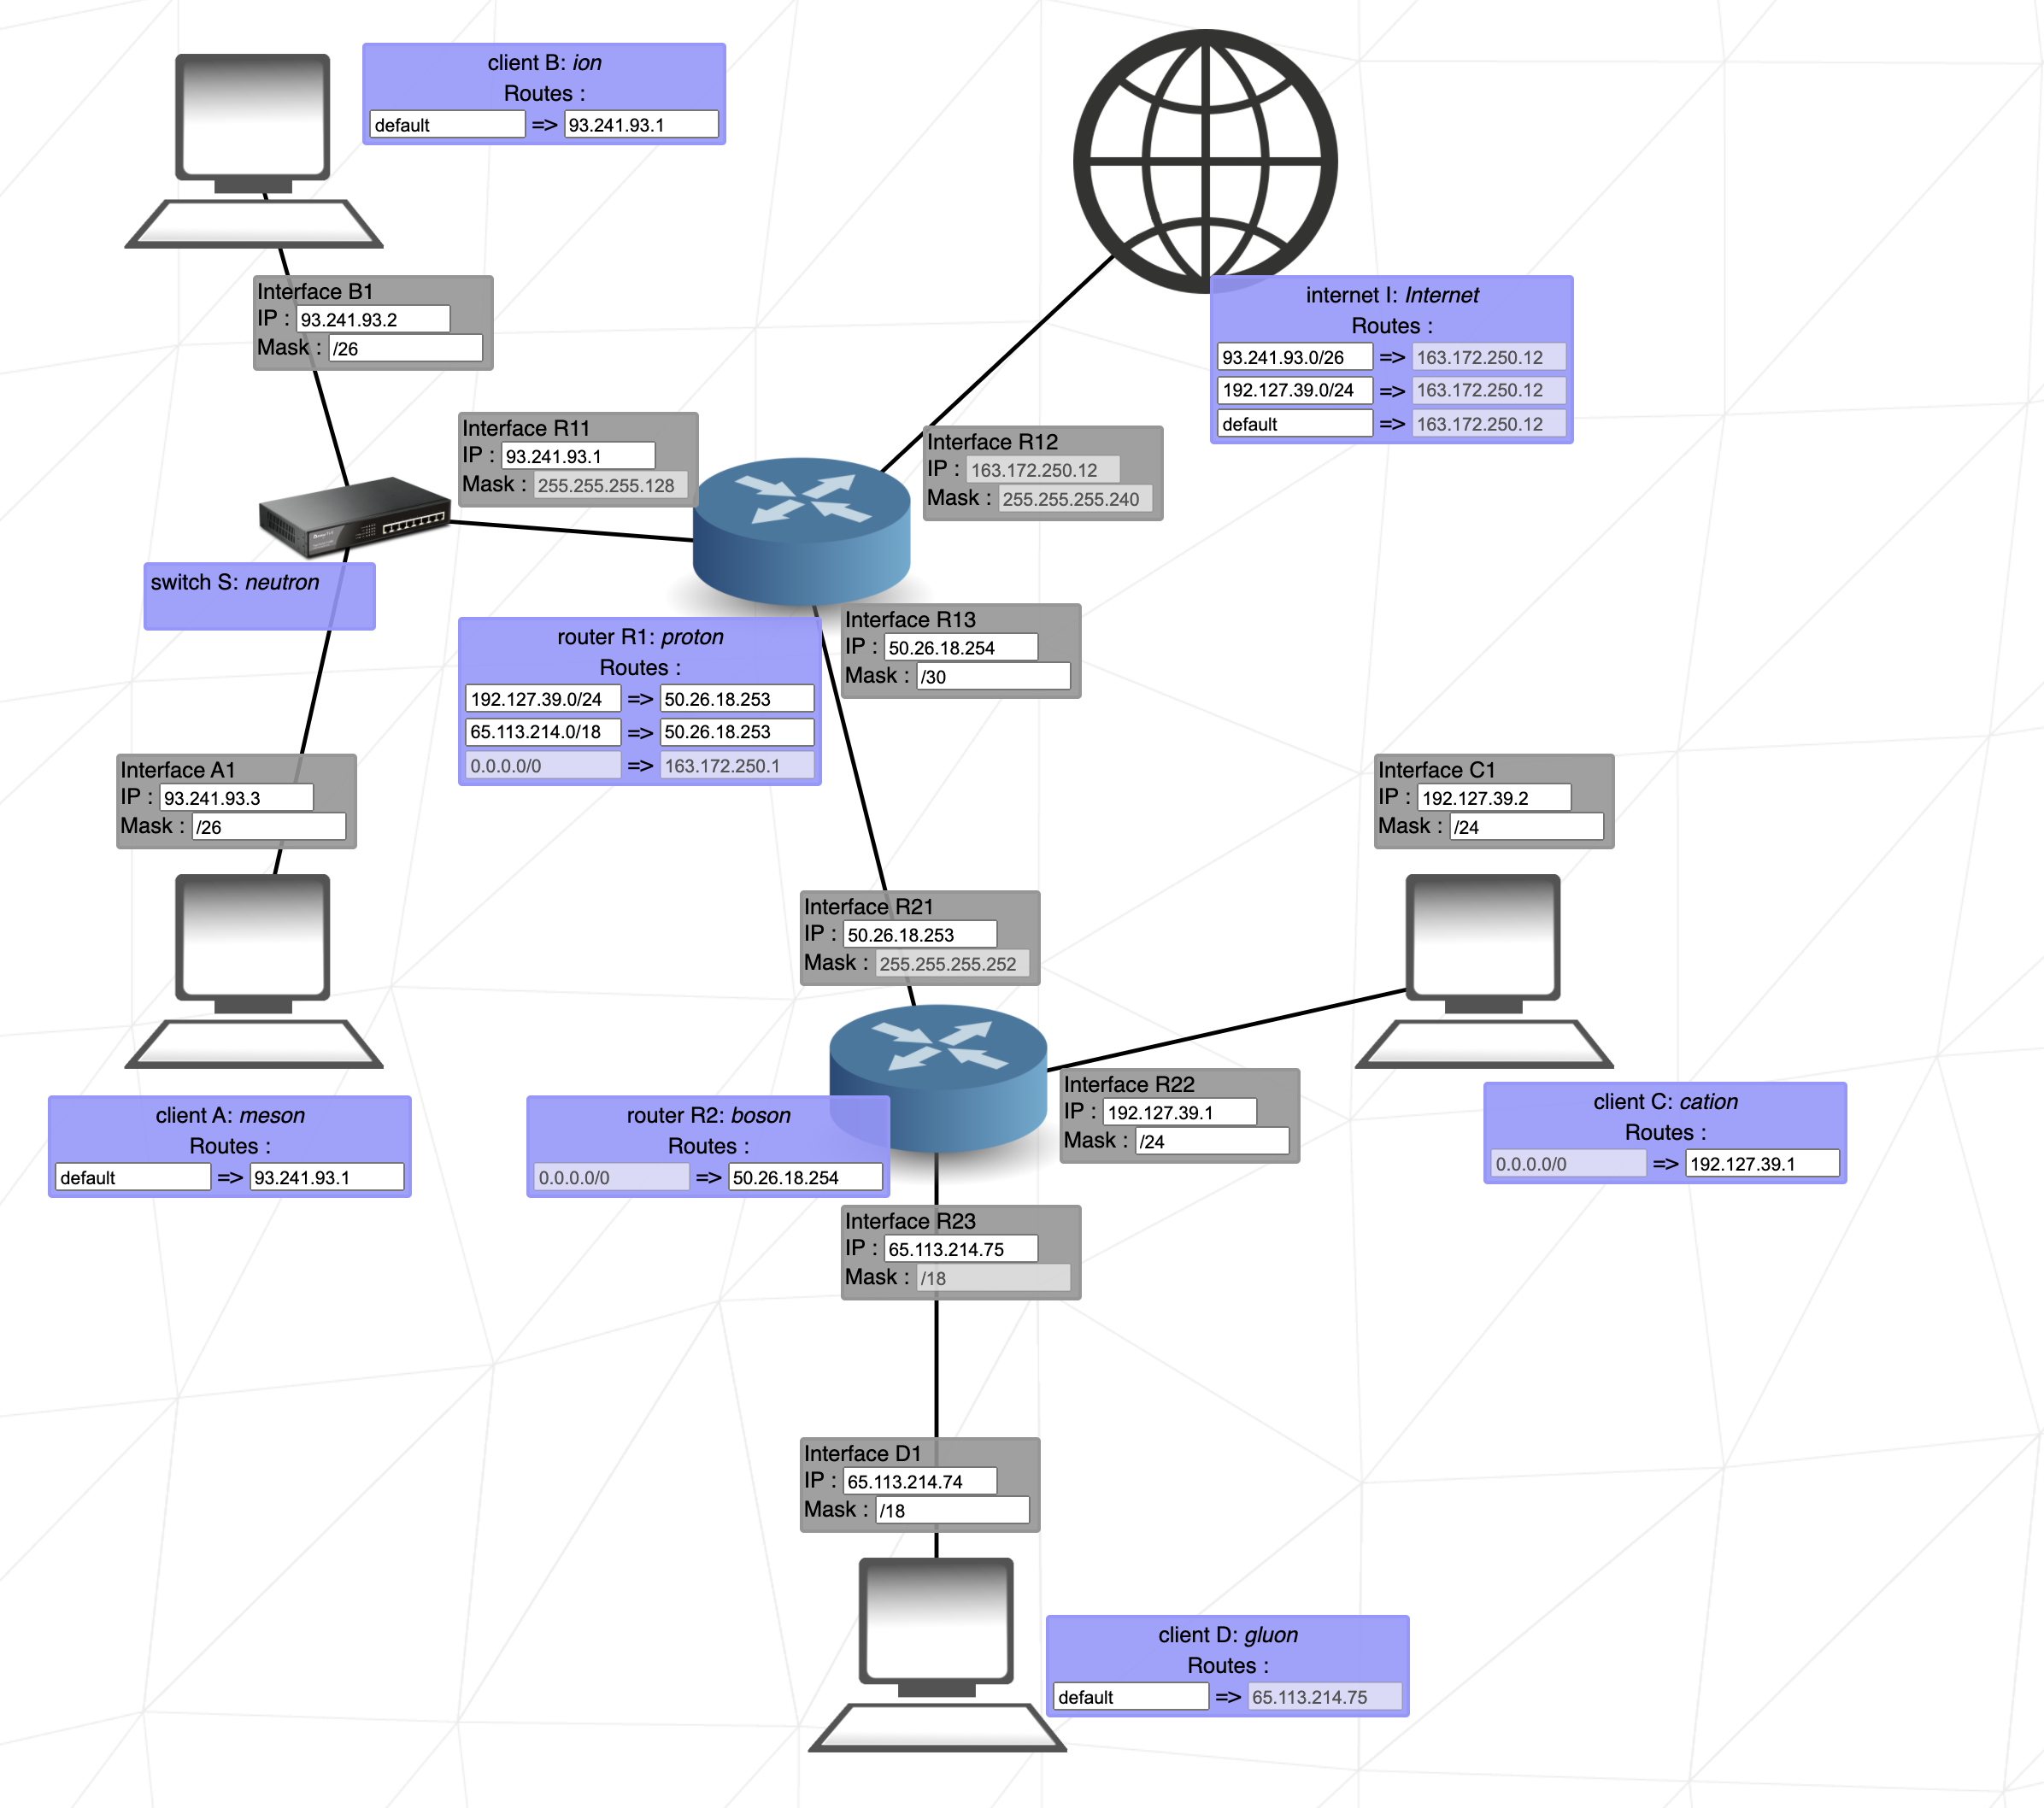 client B: ion
Routes :
default => 93.241.93.1
Interface B1
IP : 93.241.93.2
Mask : /26
internet I: Internet
Routes :
93.241.93.0/26 => 163.172.250.12
192.127.39.0/24 => 163.172.250.12
default => 163.172.250.12
Interface R11
IP : 93.241.93.1
Mask : 255.255.255.128
Interface R12
IP : 163.172.250.12
Mask : 255.255.255.240
switch S: neutron
Interface R13
IP : 50.26.18.254
Mask : /30
router R1: proton
Routes :
192.127.39.0/24 => 50.26.18.253
65.113.214.0/18 => 50.26.18.253
0.0.0.0/0 => 163.172.250.1
Interface A1
IP : 93.241.93.3
Mask : /26
Interface C1
IP : 192.127.39.2
Mask : /24
Interface R21
IP : 50.26.18.253
Mask : 255.255.255.252
client A: meson
Routes :
default => 93.241.93.1
router R2: boson
Routes :
0.0.0.0/0 => 50.26.18.254
Interface R22
IP : 192.127.39.1
Mask : /24
client C: cation
Routes :
0.0.0.0/0 => 192.127.39.1
Interface R23
IP : 65.113.214.75
Mask : /18
Interface D1
IP : 65.113.214.74
Mask : /18
client D: gluon
Routes :
default => 65.113.214.75